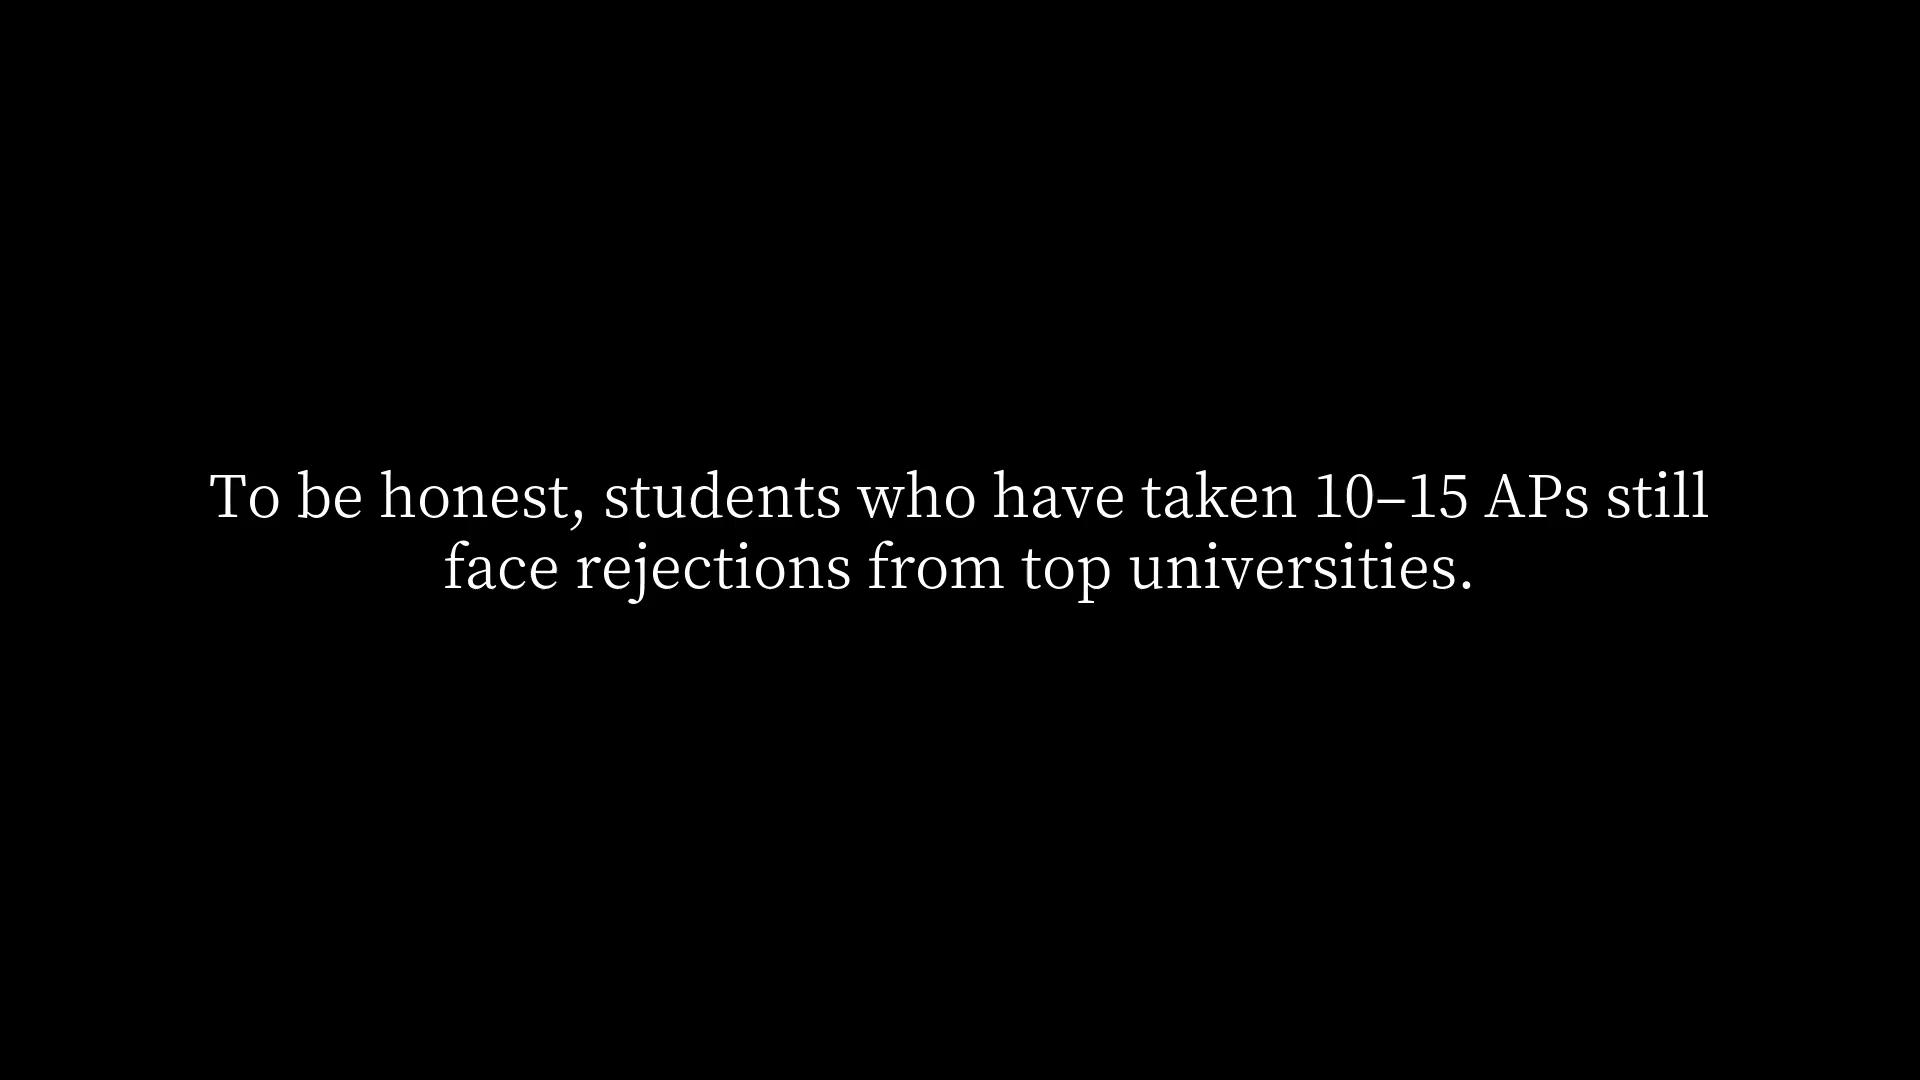 To be honest, students who have taken 10–15 APs still
face rejections from top universities.